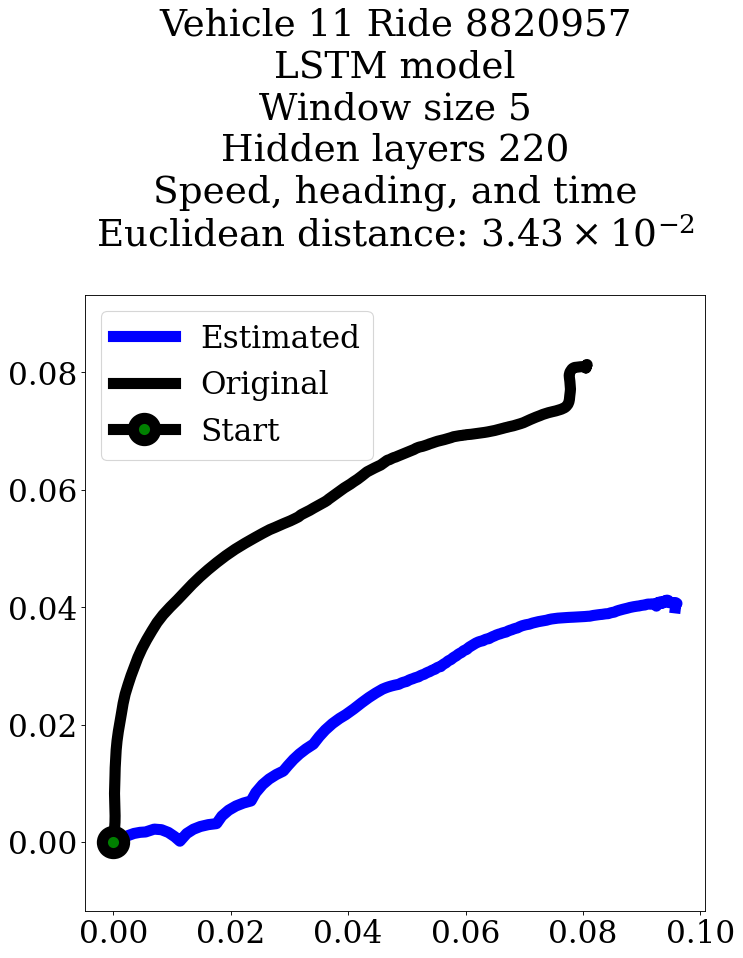 Vehicle 11 Ride 8820957
LSTM model
Window size 5
Hidden layers 220
Speed, heading, and time
Euclidean distance: 3.43 × 10⁻²
Estimated
Original
Start
0.08
0.06
0.04
0.02
0.00
0.00 0.02 0.04 0.06 0.08 0.10